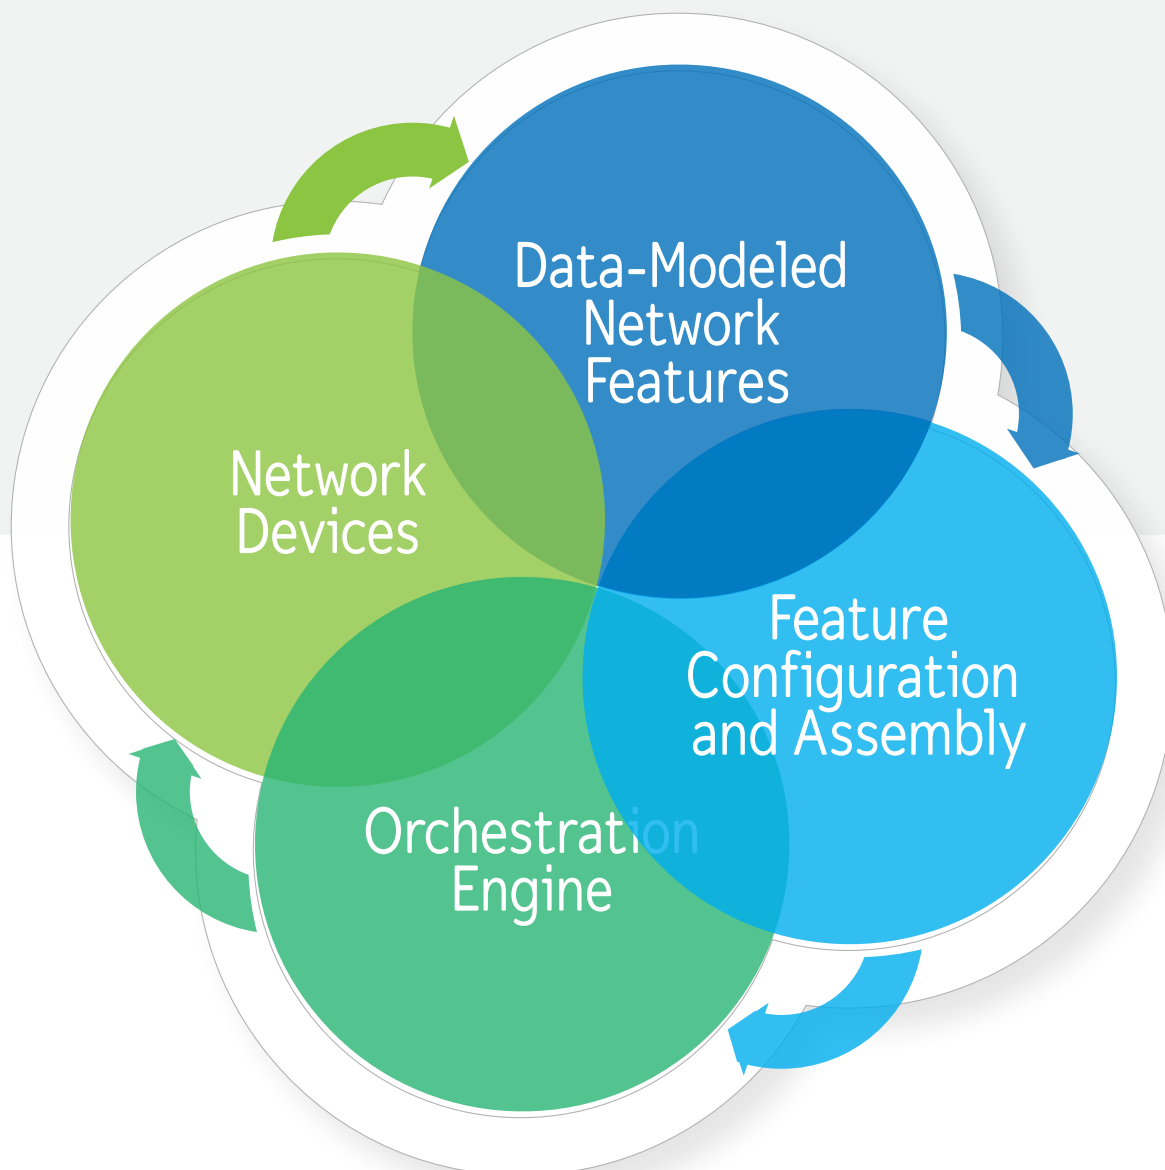 Data-Modeled
Network
Features
Network
Devices
Feature
Configuration
and Assembly
Orchestration
Engine